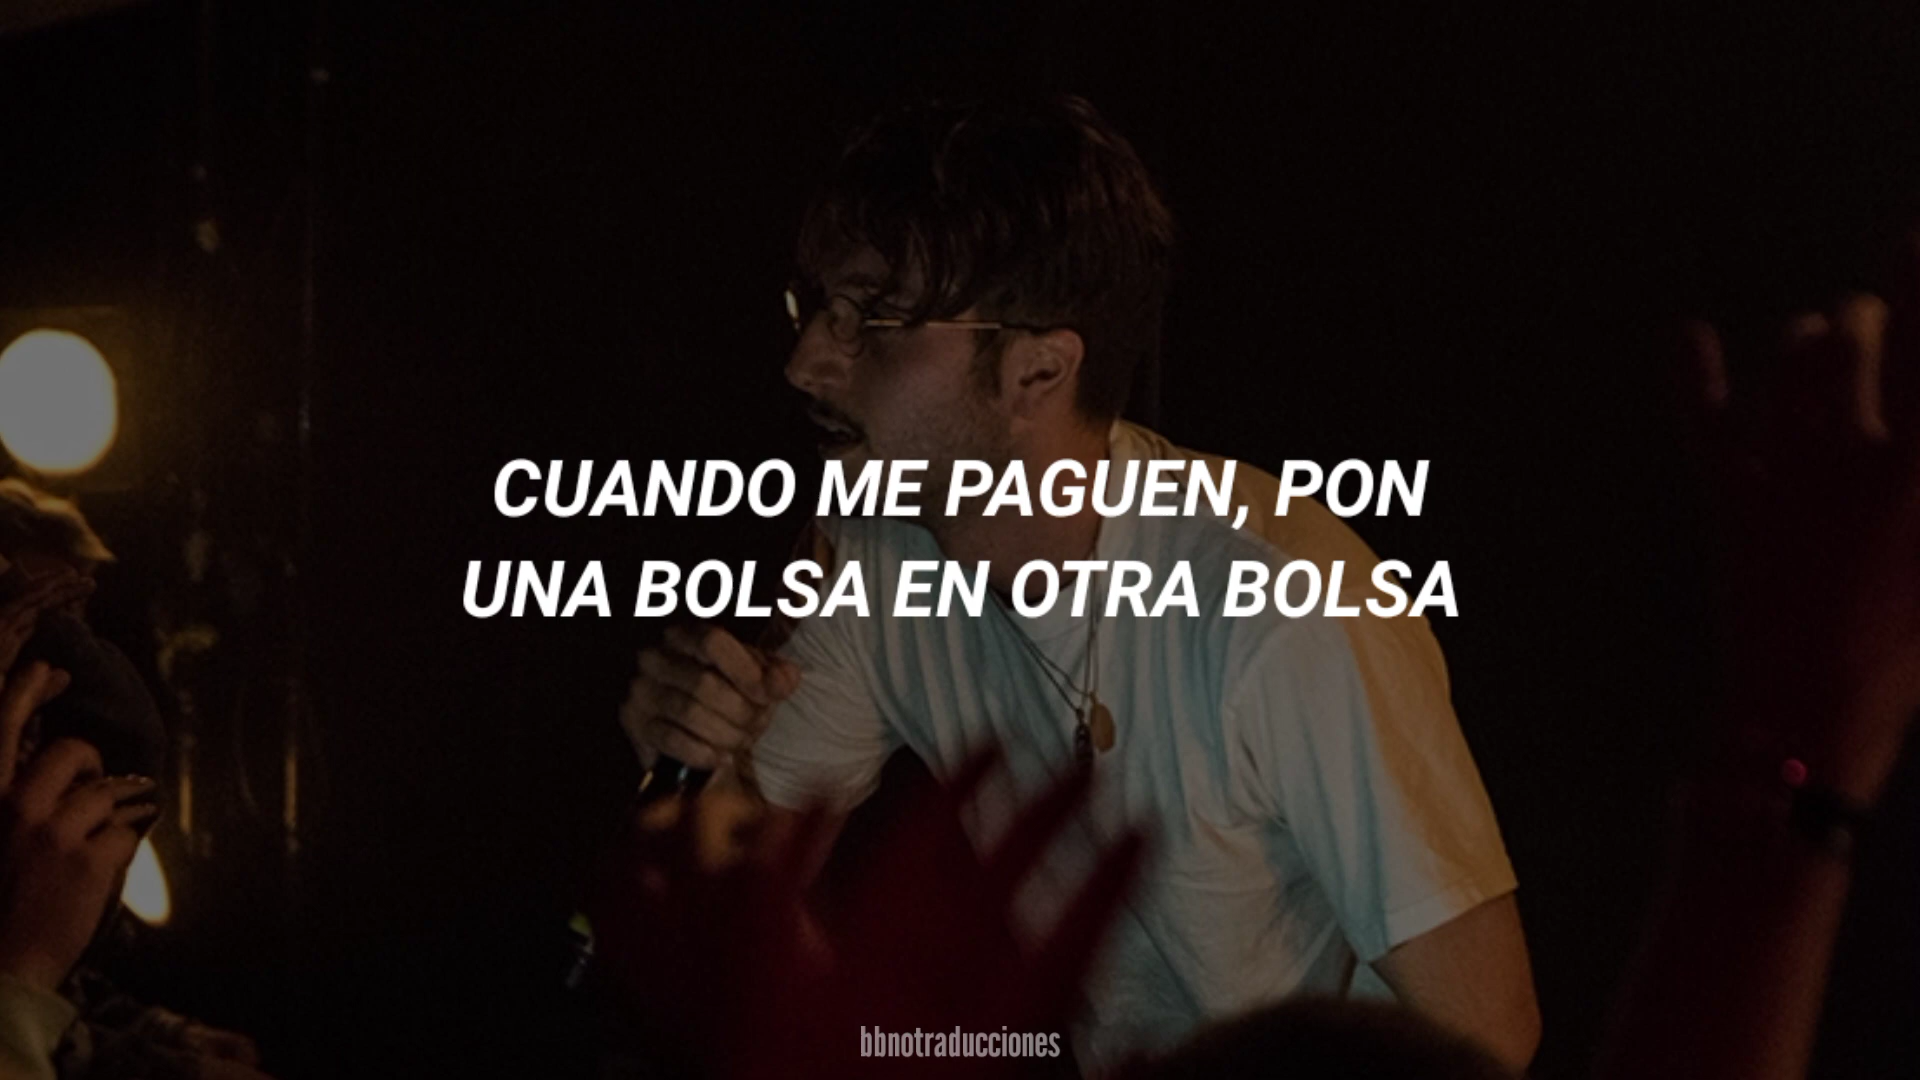 CUANDO ME PAGUEN, PON
UNA BOLSA EN OTRA BOLSA
bbnotraducciones